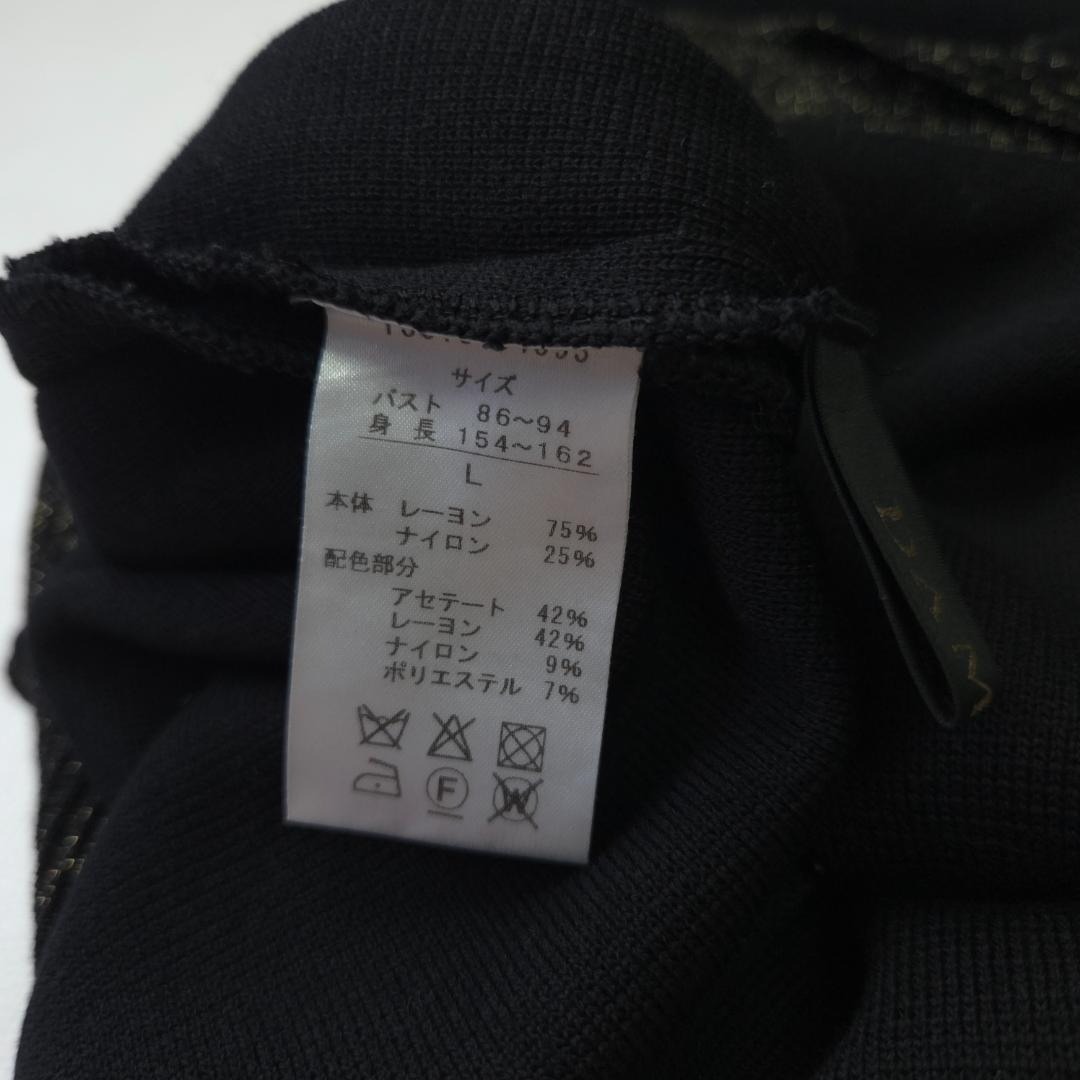 サイズ
バスト 86～94
身長 154～162
L
本体 レーヨン 75%
ナイロン 25%
配色部分
アセテート 42%
レーヨン 42%
ナイロン 9%
ポリエステル 7%
F W